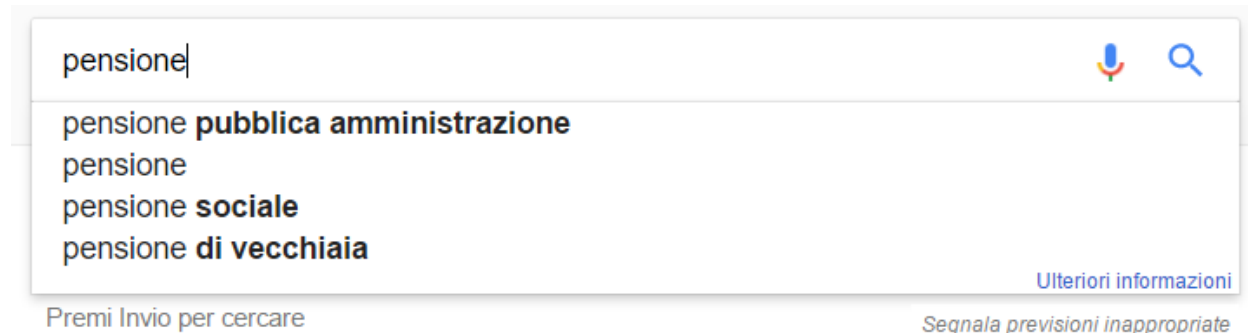 pensione
pensione pubblica amministrazione
pensione
pensione sociale
pensione di vecchiaia
Ulteriori informazioni
Premi Invio per cercare
Segnala previsioni inappropriate